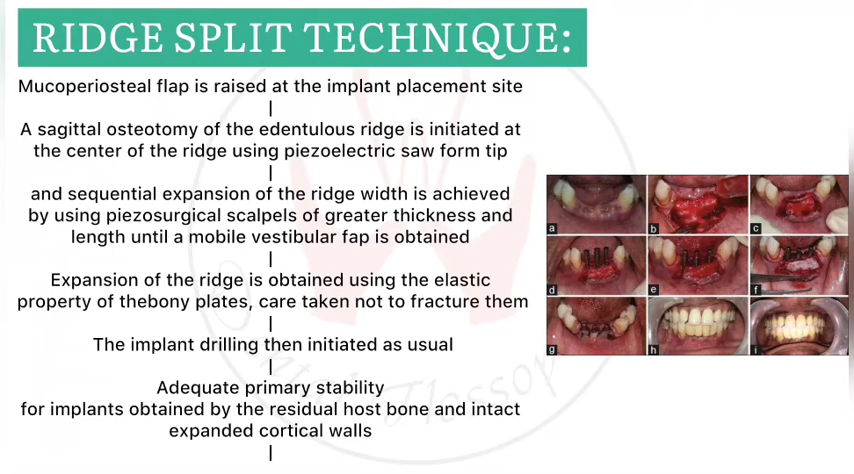 RIDGE SPLIT TECHNIQUE:
Mucoperiosteal flap is raised at the implant placement site
|
A sagittal osteotomy of the edentulous ridge is initiated at
the center of the ridge using piezoelectric saw form tip
|
and sequential expansion of the ridge width is achieved
by using piezosurgical scalpels of greater thickness and
length until a mobile vestibular fap is obtained
|
Expansion of the ridge is obtained using the elastic
property of thebony plates, care taken not to fracture them
|
The implant drilling then initiated as usual
|
Adequate primary stability
for implants obtained by the residual host bone and intact
expanded cortical walls
|
a b c
d e f
g h i